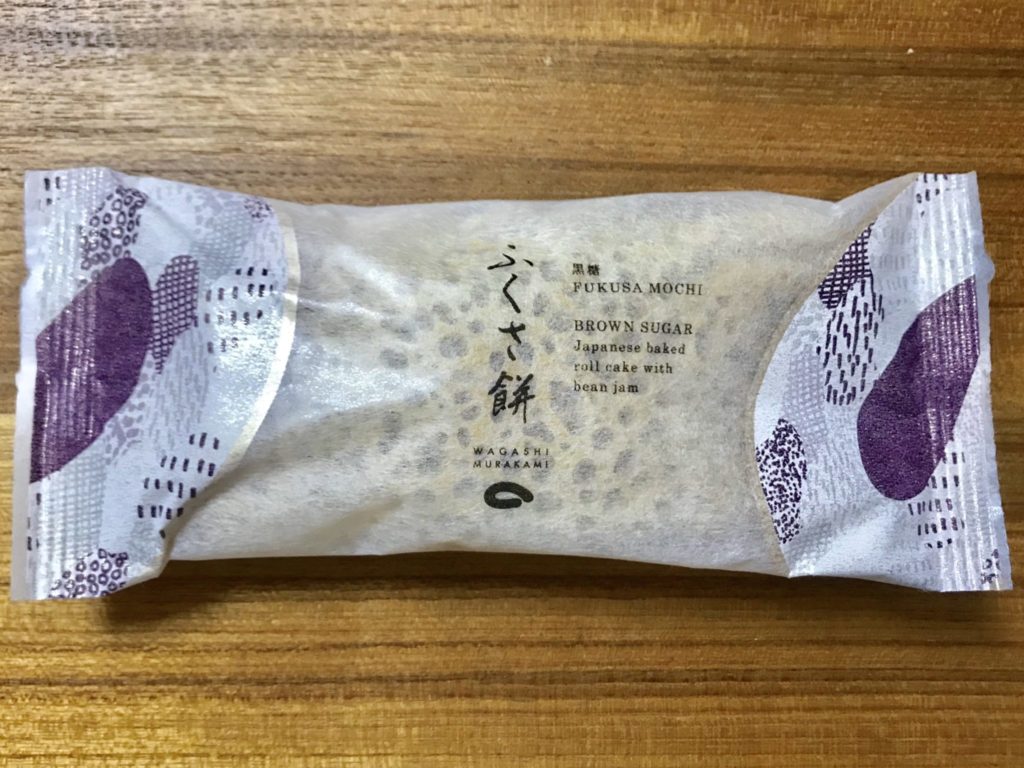 ふくさ餅
黒糖
FUKUSA MOCHI
BROWN SUGAR
Japanese baked
roll cake with
bean jam
WAGASHI
MURAKAMI